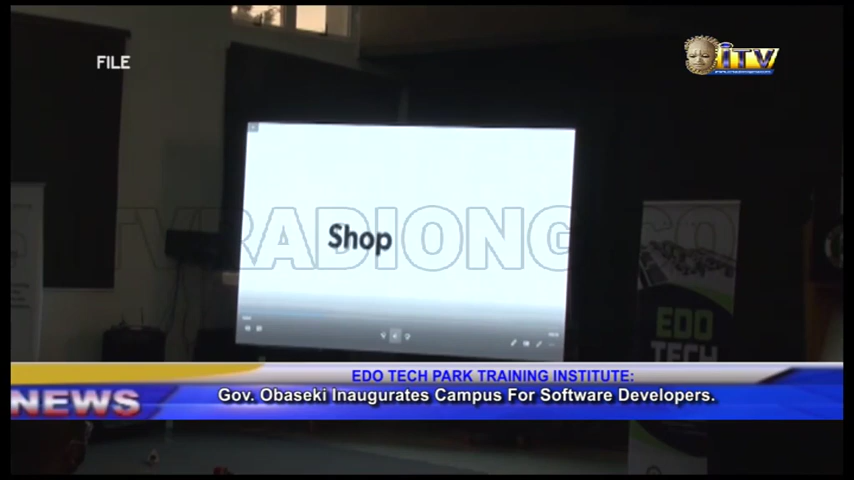 FILE
iTV
Shop
TVRADIONG.CO
EDO
TECH
EDO TECH PARK TRAINING INSTITUTE:
NEWS
Gov. Obaseki Inaugurates Campus For Software Developers.